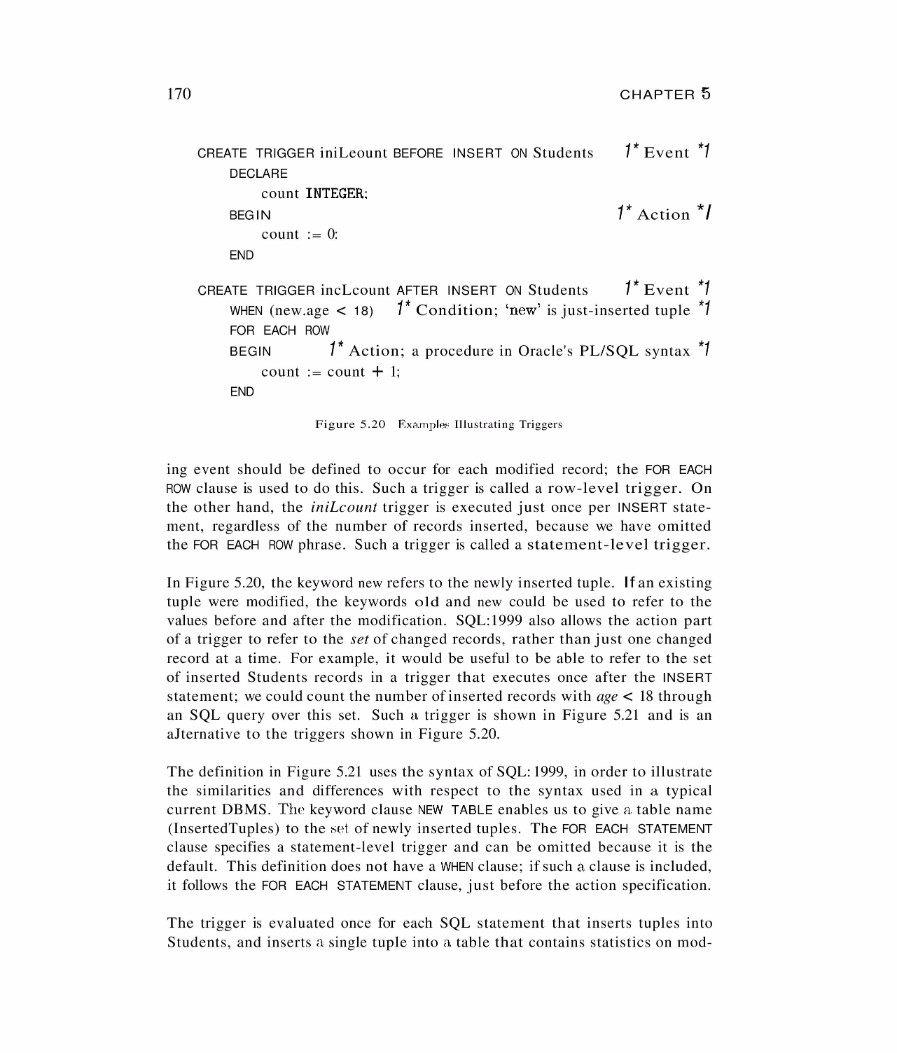 170 CHAPTER 5
CREATE TRIGGER iniLeount BEFORE INSERT ON Students 1* Event *1
DECLARE
count INTEGER;
BEGIN 1* Action *I
count := 0:
END
CREATE TRIGGER incLcount AFTER INSERT ON Students 1* Event *1
WHEN (new.age < 18) 1* Condition; 'new' is just-inserted tuple *1
FOR EACH ROW
BEGIN 1* Action; a procedure in Oracle's PL/SQL syntax *1
count := count + 1;
END
Figure 5.20 Examples Illustrating Triggers
ing event should be defined to occur for each modified record; the FOR EACH
ROW clause is used to do this. Such a trigger is called a row-level trigger. On
the other hand, the iniLcount trigger is executed just once per INSERT state-
ment, regardless of the number of records inserted, because we have omitted
the FOR EACH ROW phrase. Such a trigger is called a statement-level trigger.
In Figure 5.20, the keyword new refers to the newly inserted tuple. If an existing
tuple were modified, the keywords old and new could be used to refer to the
values before and after the modification. SQL:1999 also allows the action part
of a trigger to refer to the set of changed records, rather than just one changed
record at a time. For example, it would be useful to be able to refer to the set
of inserted Students records in a trigger that executes once after the INSERT
statement; we could count the number of inserted records with age < 18 through
an SQL query over this set. Such a trigger is shown in Figure 5.21 and is an
aJternative to the triggers shown in Figure 5.20.
The definition in Figure 5.21 uses the syntax of SQL: 1999, in order to illustrate
the similarities and differences with respect to the syntax used in a typical
current DBMS. The keyword clause NEW TABLE enables us to give a table name
(InsertedTuples) to the set of newly inserted tuples. The FOR EACH STATEMENT
clause specifies a statement-level trigger and can be omitted because it is the
default. This definition does not have a WHEN clause; if such a clause is included,
it follows the FOR EACH STATEMENT clause, just before the action specification.
The trigger is evaluated once for each SQL statement that inserts tuples into
Students, and inserts a single tuple into a table that contains statistics on mod-